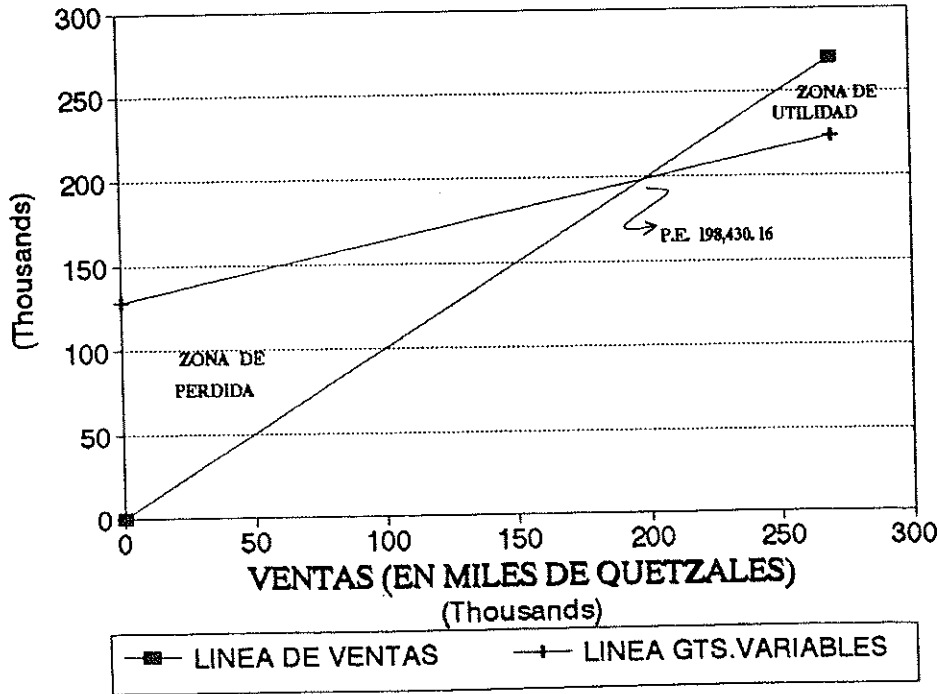 300
250
200
150
100
50
0
(Thousands)
ZONA DE
UTILIDAD
P.E. 198,430.16
ZONA DE
PERDIDA
0 50 100 150 200 250 300
VENTAS (EN MILES DE QUETZALES)
(Thousands)
LINEA DE VENTAS LINEA GTS.VARIABLES